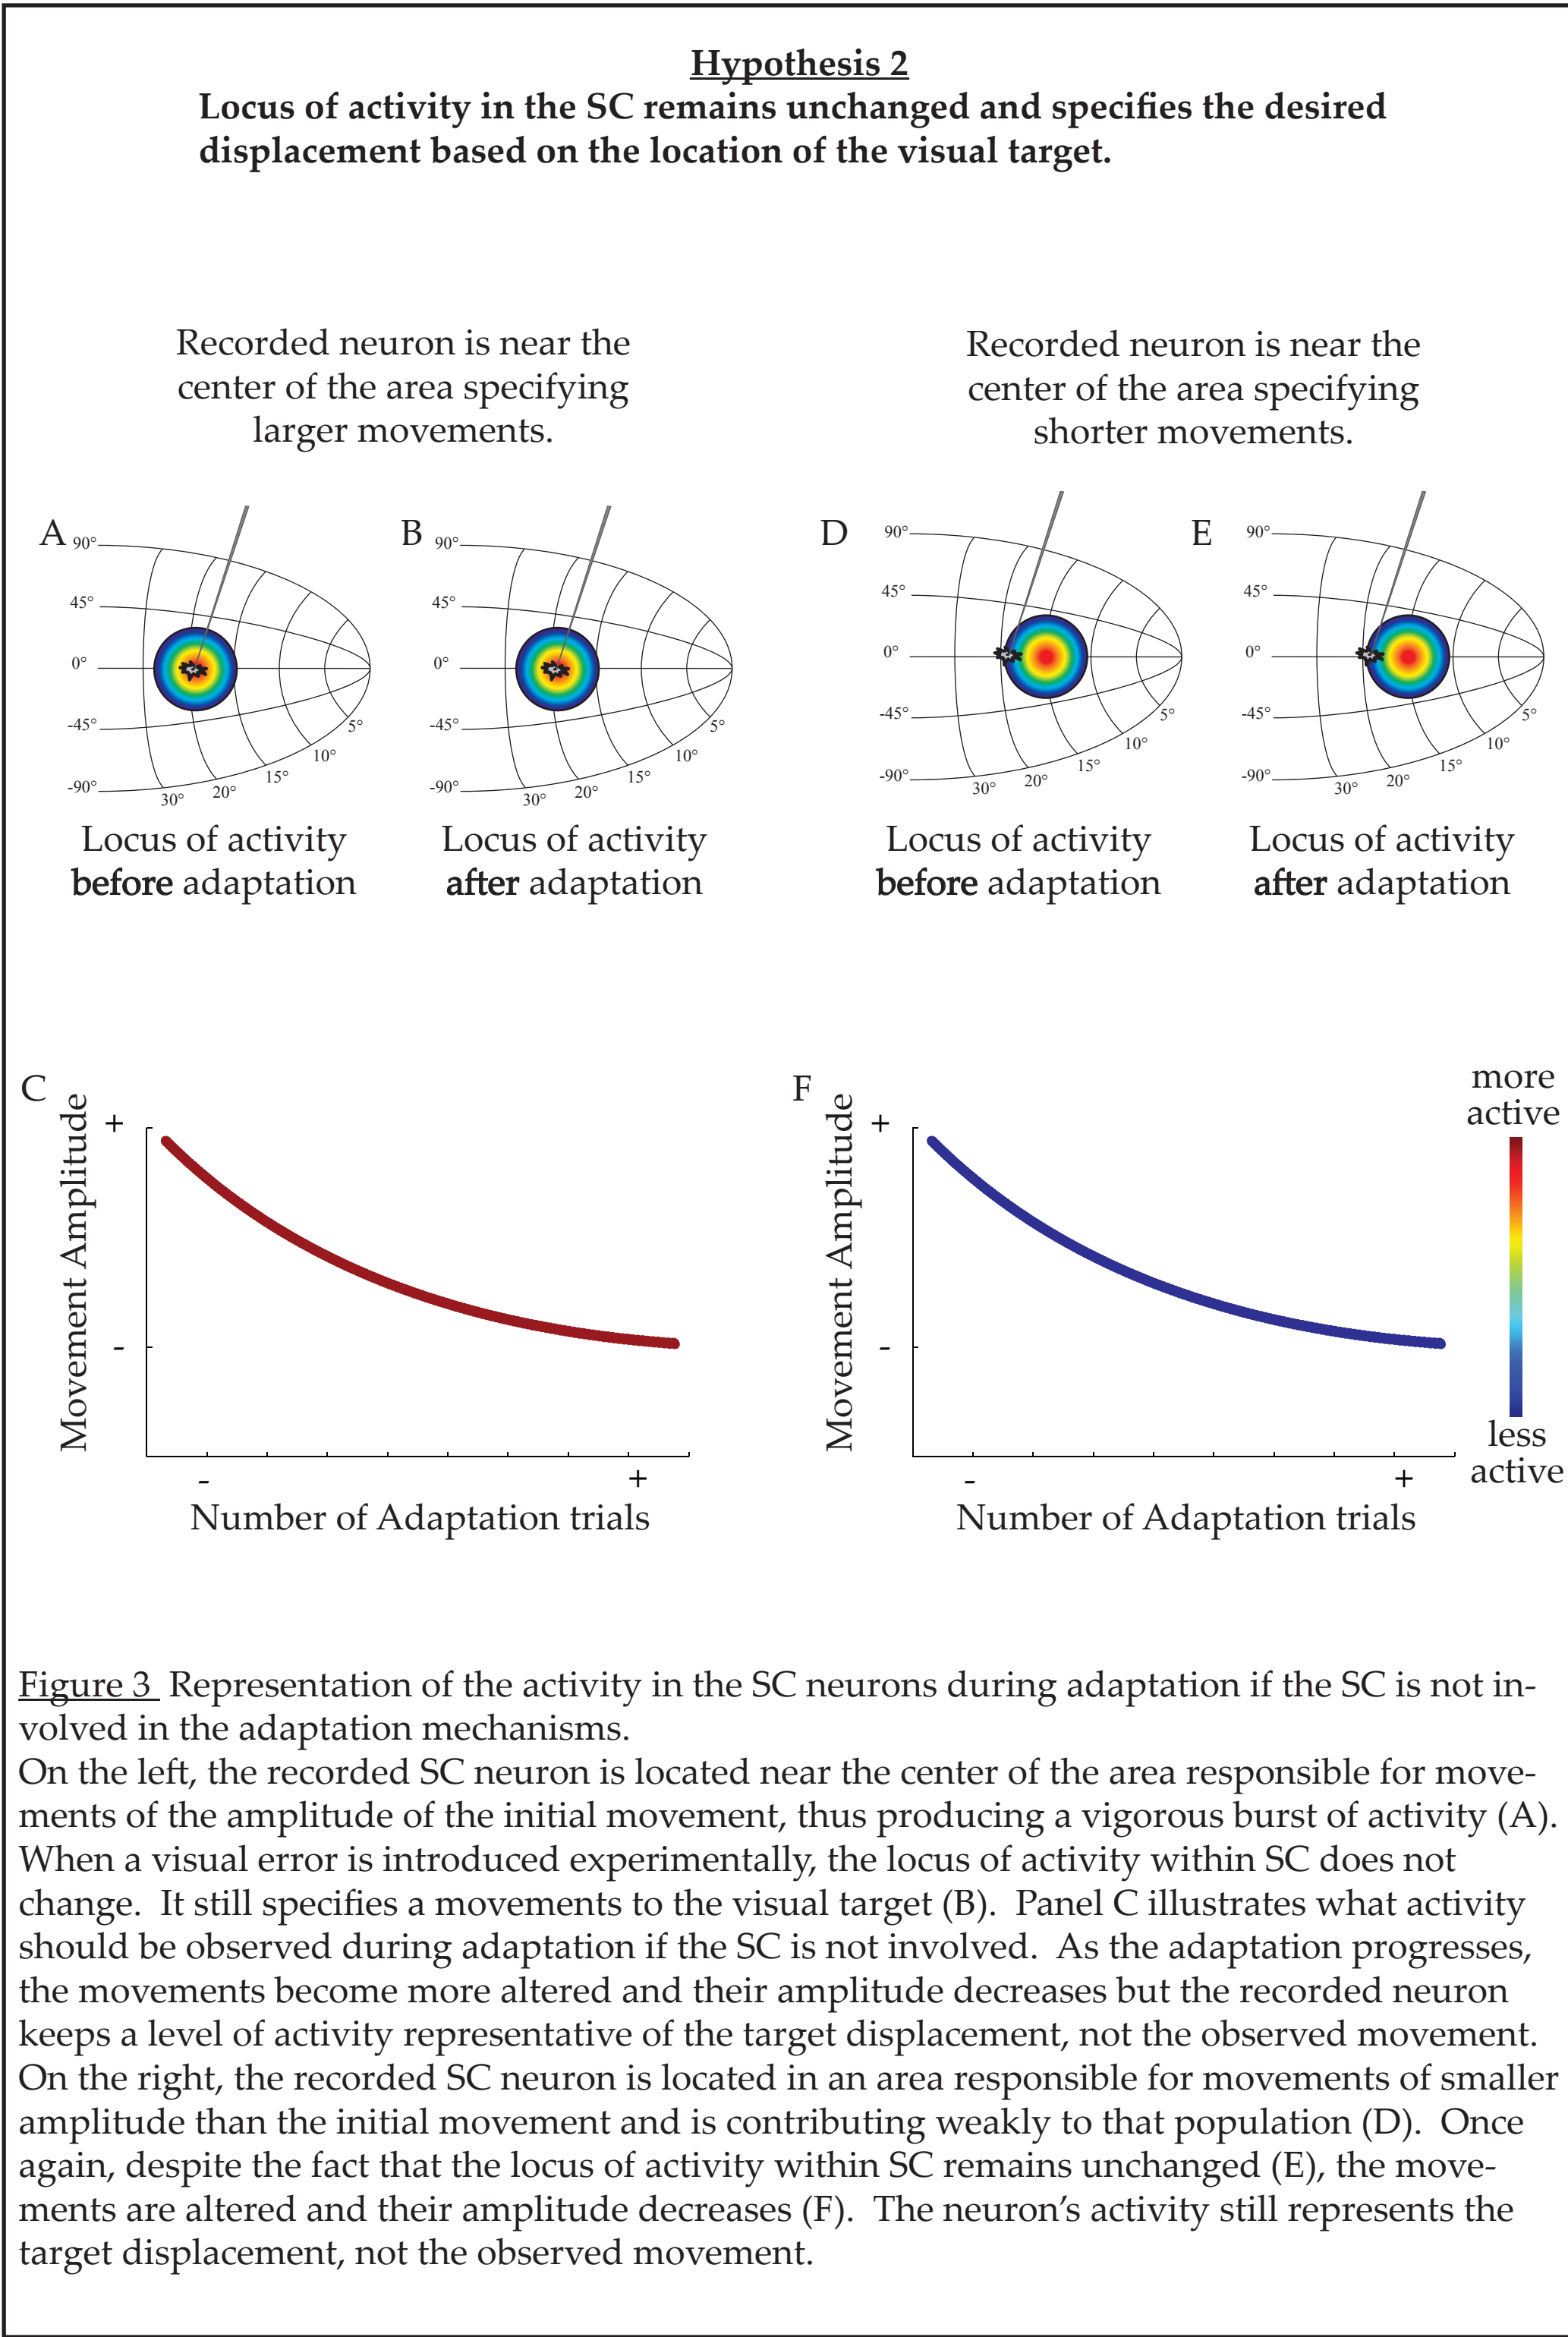 Hypothesis 2
Locus of activity in the SC remains unchanged and specifies the desired
displacement based on the location of the visual target.
Recorded neuron is near the
center of the area specifying
larger movements.
Recorded neuron is near the
center of the area specifying
shorter movements.
A
90°
45°
0°
-45°
-90°
30°
20°
15°
10°
5°
Locus of activity
before adaptation
B
90°
45°
0°
-45°
-90°
30°
20°
15°
10°
5°
Locus of activity
after adaptation
D
90°
45°
0°
-45°
-90°
30°
20°
15°
10°
5°
Locus of activity
before adaptation
E
90°
45°
0°
-45°
-90°
30°
20°
15°
10°
5°
Locus of activity
after adaptation
C
Movement Amplitude
+
-
-
+
Number of Adaptation trials
F
Movement Amplitude
+
-
-
+
Number of Adaptation trials
more
active
less
active
Figure 3 Representation of the activity in the SC neurons during adaptation if the SC is not in-
volved in the adaptation mechanisms.
On the left, the recorded SC neuron is located near the center of the area responsible for move-
ments of the amplitude of the initial movement, thus producing a vigorous burst of activity (A).
When a visual error is introduced experimentally, the locus of activity within SC does not
change. It still specifies a movements to the visual target (B). Panel C illustrates what activity
should be observed during adaptation if the SC is not involved. As the adaptation progresses,
the movements become more altered and their amplitude decreases but the recorded neuron
keeps a level of activity representative of the target displacement, not the observed movement.
On the right, the recorded SC neuron is located in an area responsible for movements of smaller
amplitude than the initial movement and is contributing weakly to that population (D). Once
again, despite the fact that the locus of activity within SC remains unchanged (E), the move-
ments are altered and their amplitude decreases (F). The neuron's activity still represents the
target displacement, not the observed movement.